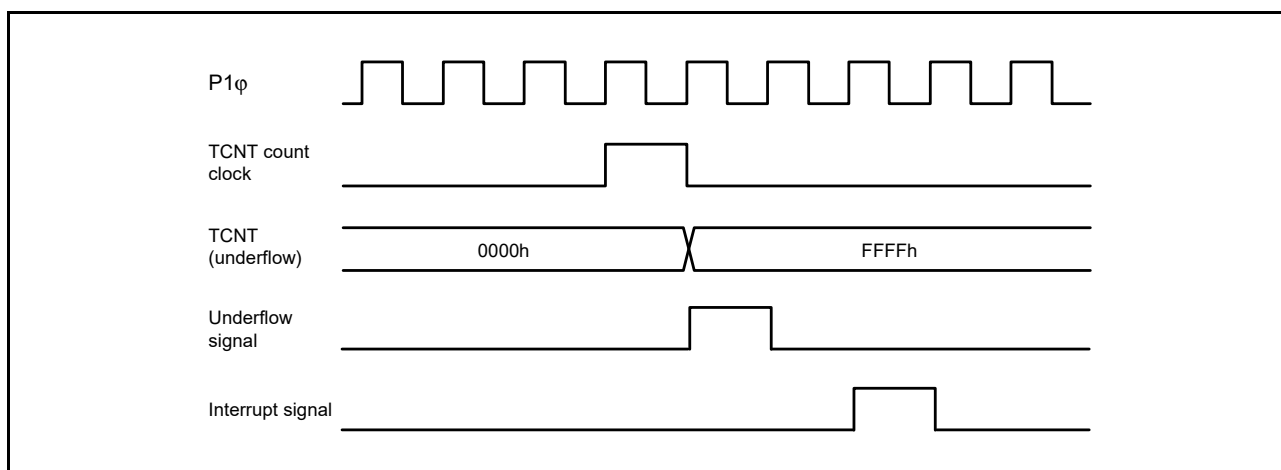 P1φ
TCNT count
clock
TCNT
(underflow)
0000h
FFFFh
Underflow
signal
Interrupt signal